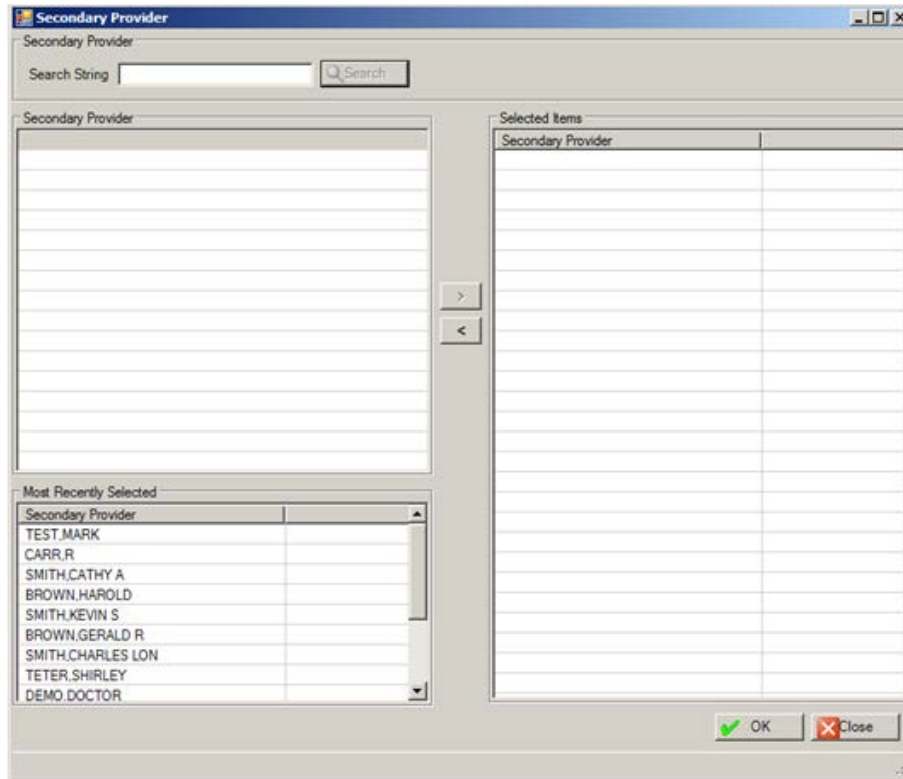 Secondary Provider
Secondary Provider
Search String
Search
Secondary Provider
Selected Items
Secondary Provider
>
<
Most Recently Selected
Secondary Provider
TEST,MARK
CARR,R
SMITH,CATHY A
BROWN,HAROLD
SMITH,KEVIN S
BROWN,GERALD R
SMITH,CHARLES LON
TETER,SHIRLEY
DEMO,DOCTOR
OK
Close